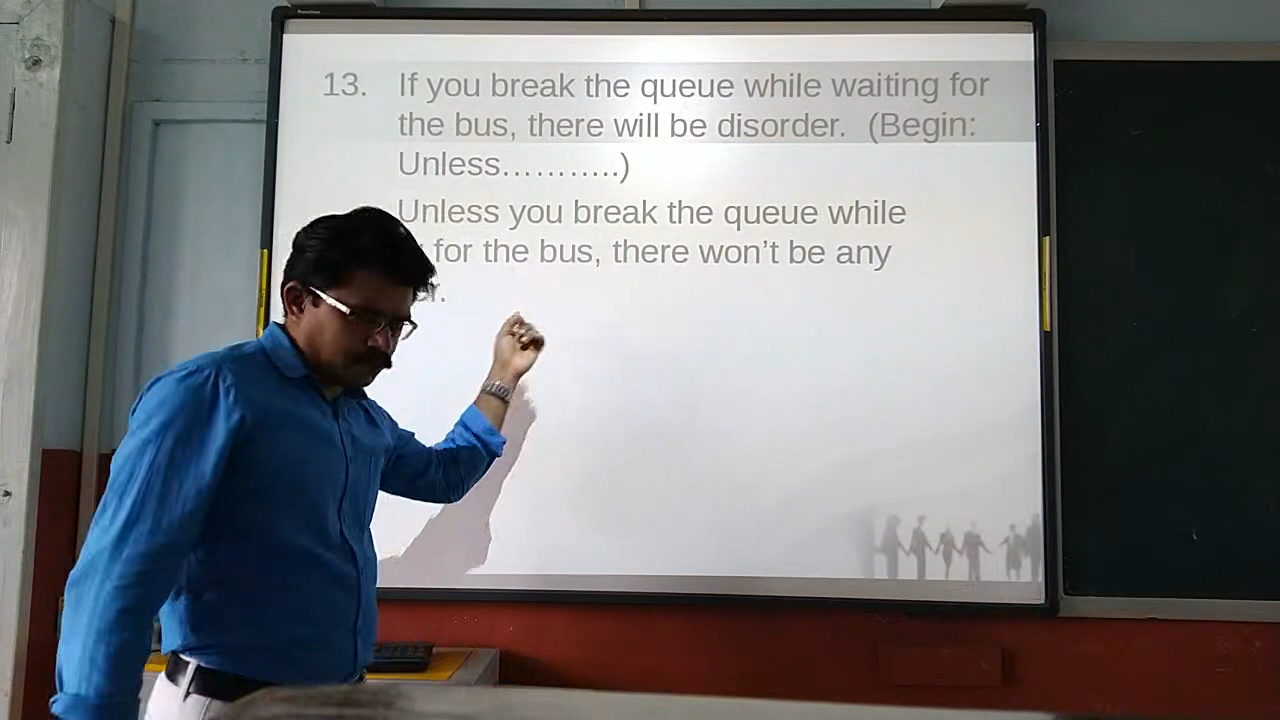 13. If you break the queue while waiting for
the bus, there will be disorder. (Begin:
Unless………..)
Unless you break the queue while
for the bus, there won't be any